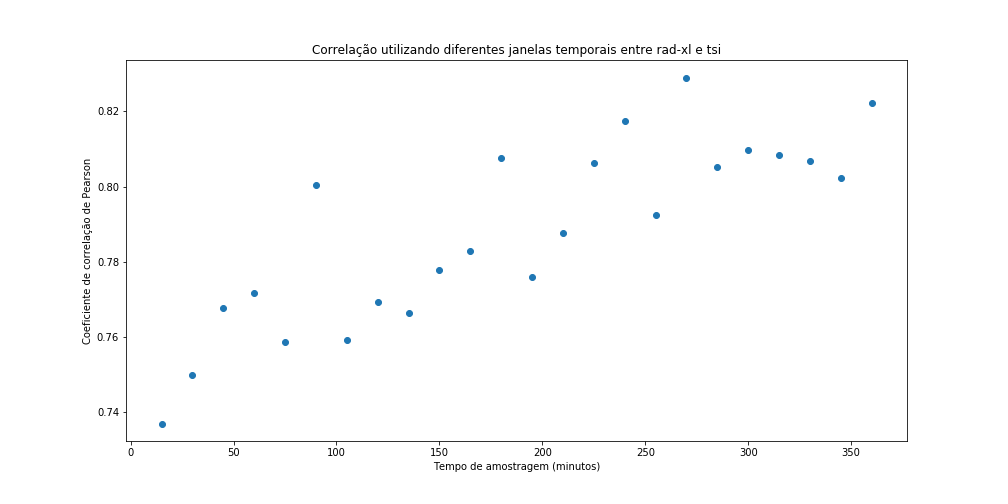 Correlação utilizando diferentes janelas temporais entre rad-xl e tsi
Coeficiente de correlação de Pearson
0.82
0.80
0.78
0.76
0.74
0 50 100 150 200 250 300 350
Tempo de amostragem (minutos)